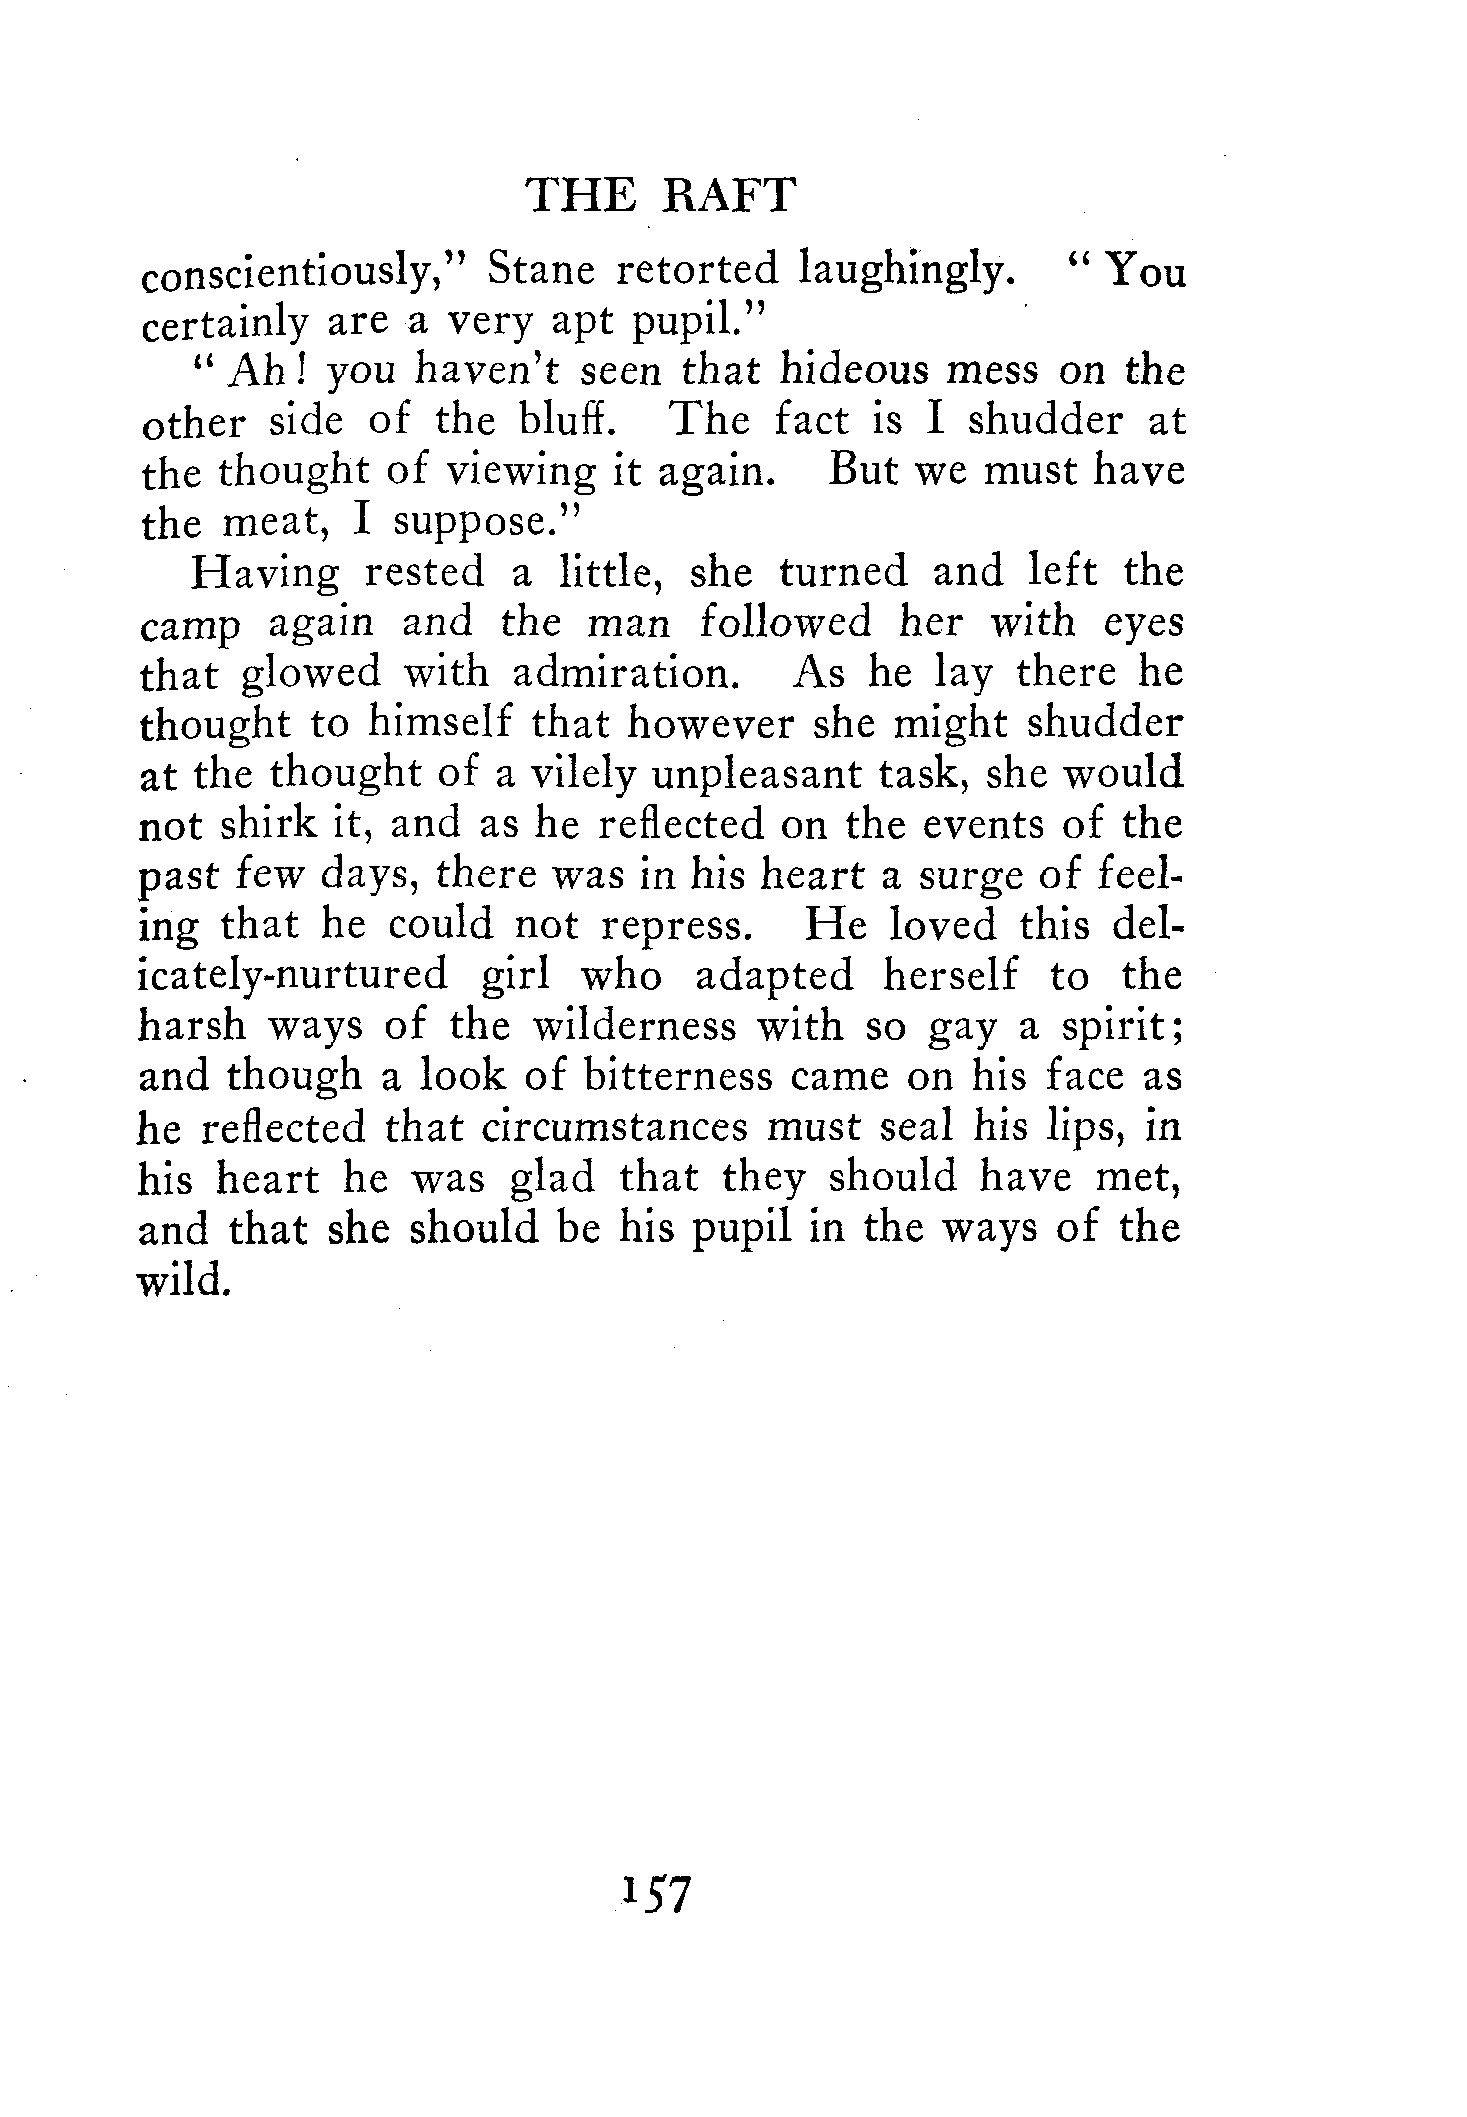 THE RAFT
conscientiously," Stane retorted laughingly. "You
certainly are a very apt pupil."
"Ah! you haven't seen that hideous mess on the
other side of the bluff. The fact is I shudder at
the thought of viewing it again. But we must have
the meat, I suppose."
Having rested a little, she turned and left the
camp again and the man followed her with eyes
that glowed with admiration. As he lay there he
thought to himself that however she might shudder
at the thought of a vilely unpleasant task, she would
not shirk it, and as he reflected on the events of the
past few days, there was in his heart a surge of feel-
ing that he could not repress. He loved this del-
icately-nurtured girl who adapted herself to the
harsh ways of the wilderness with so gay a spirit;
and though a look of bitterness came on his face as
he reflected that circumstances must seal his lips, in
his heart he was glad that they should have met,
and that she should be his pupil in the ways of the
wild.
157